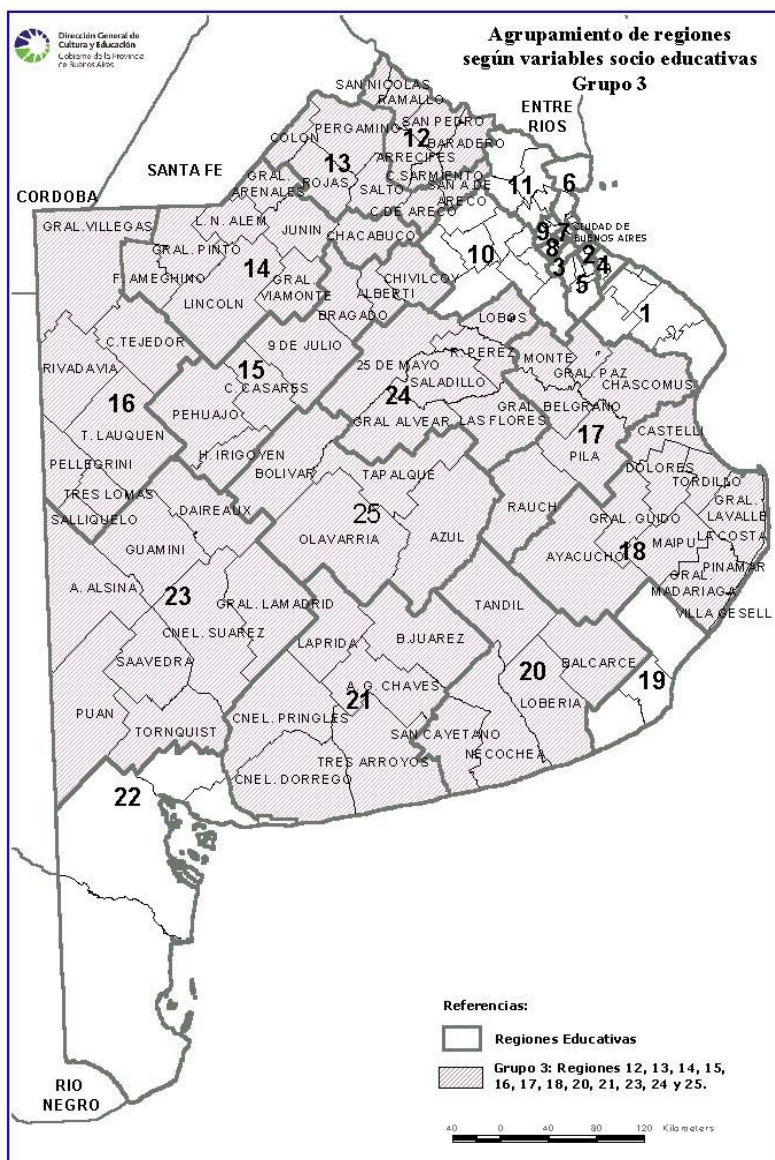 Dirección General de
Cultura y Educación
Gobierno de la Provincia
de Buenos Aires
Agrupamiento de regiones
según variables socio educativas
Grupo 3
ENTRE
RIOS
SANTA FE
CORDOBA
SAN NICOLAS
RAMALLO
SAN PEDRO
BARADERO
12
ARRECIFES
C.SARMIENTO
SAN A DE
ARECO
COLON
PERGAMINO
13
ROJAS
SALTO
C.DE ARECO
GRAL.
ARENALES
11
6
9
7
CIUDAD DE
BUENOS AIRES
8
2
3
4
5
10
1
GRAL.VILLEGAS
L.N. ALEM
JUNIN
CHACABUCO
GRAL. PINTO
14
F. AMEGHINO
GRAL.
VIAMONTE
LINCOLN
CHIVILCOY
ALBERTI
BRAGADO
C.TEJEDOR
9 DE JULIO
15
C. CASARES
PEHUAJO
H. IRIGOYEN
RIVADAVIA
16
T. LAUQUEN
PELLEGRINI
TRES LOMAS
SALLIQUELO
LOBOS
R.PEREZ
25 DE MAYO
SALADILLO
24
GRAL ALVEAR
LAS FLORES
MONTE
GRAL. PAZ
CHASCOMUS
GRAL.
BELGRANO
17
PILA
CASTELLI
DOLORES
TORDILLO
GRAL.
LAVALLE
LA COSTA
RAUCH
GRAL. GUIDO
AYACUCHO
18
MAIPU
PINAMAR
GRAL.
MADARIAGA
VILLA GESELL
BOLIVAR
TAPALQUE
25
OLAVARRIA
AZUL
DAIREAUX
GUAMINI
A. ALSINA
23
GRAL. LAMADRID
CNEL. SUAREZ
SAAVEDRA
PUAN
TORNQUIST
LAPRIDA
B.JUAREZ
A. G. CHAVES
21
CNEL. PRINGLES
TRES ARROYOS
CNEL. DORREGO
TANDIL
20
BALCARCE
LOBERIA
SAN CAYETANO
NECOCHEA
19
22
RIO
NEGRO
Referencias:
Regiones Educativas
Grupo 3: Regiones 12, 13, 14, 15,
16, 17, 18, 20, 21, 23, 24 y 25.
40 0 40 80 120 Kilometers